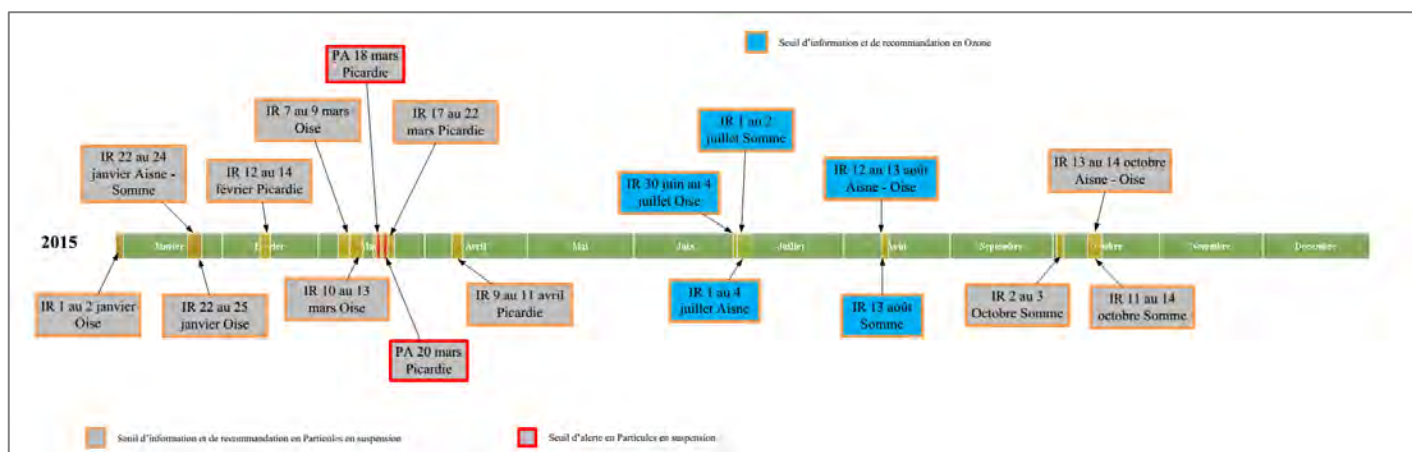 Seuil d'information et de recommandation en Ozone
PA 18 mars
Picardie
IR 7 au 9 mars
Oise
IR 17 au 22
mars Picardie
IR 1 au 2
juillet Somme
IR 22 au 24
janvier Aisne -
Somme
IR 12 au 14
février Picardie
IR 30 juin au 4
juillet Oise
IR 12 au 13 août
Aisne - Oise
IR 13 au 14 octobre
Aisne - Oise
2015
Janvier
Avril
Mai
Juin
Juillet
Août
Septembre
Novembre
Décembre
IR 1 au 2 janvier
Oise
IR 22 au 25
janvier Oise
IR 10 au 13
mars Oise
IR 9 au 11 avril
Picardie
IR 1 au 4
juillet Aisne
IR 13 août
Somme
IR 2 au 3
Octobre Somme
IR 11 au 14
octobre Somme
PA 20 mars
Picardie
Seuil d'information et de recommandation en Particules en suspension
Seuil d'alerte en Particules en suspension